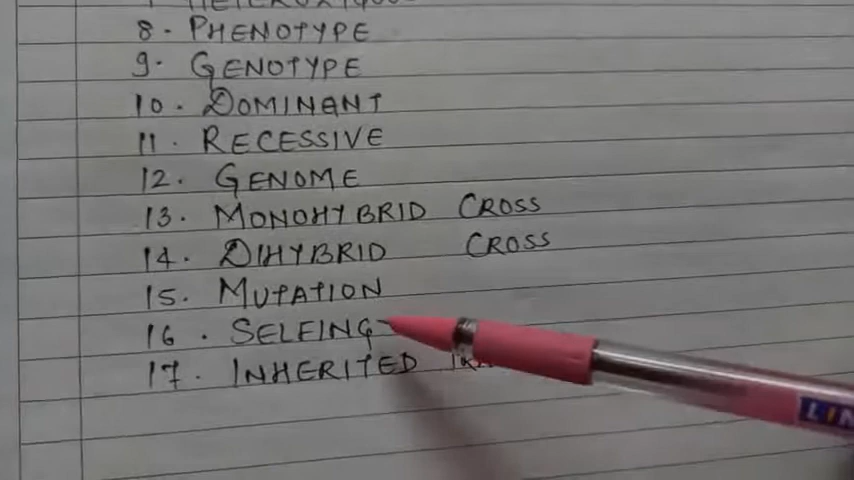 8. PHENOTYPE
9. GENOTYPE
10. DOMINANT
11. RECESSIVE
12. GENOME
13. MONOHYBRID CROSS
14. DIHYBRID CROSS
15. MUTATION
16. SELFING
17. INHERITED
LIN